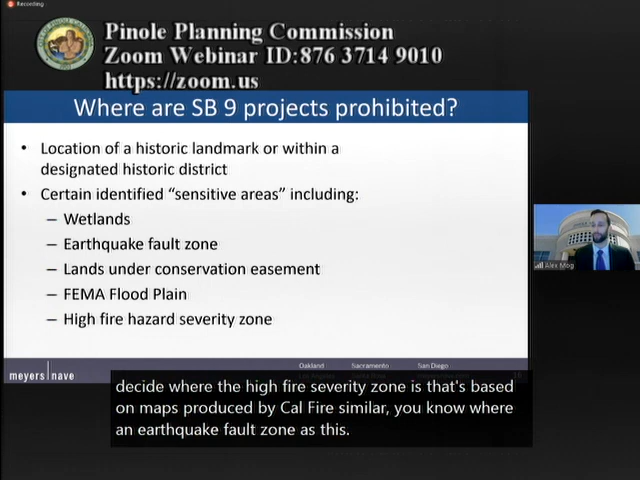 Recording
Pinole Planning Commission
Zoom Webinar ID:876 3714 9010
https://zoom.us
Where are SB 9 projects prohibited?
• Location of a historic landmark or within a
designated historic district
• Certain identified “sensitive areas” including:
– Wetlands
– Earthquake fault zone
– Lands under conservation easement
– FEMA Flood Plain
– High fire hazard severity zone
Alex Mog
meyers | nave
Oakland Sacramento San Diego
decide where the high fire severity zone is that's based
on maps produced by Cal Fire similar, you know where
an earthquake fault zone as this.